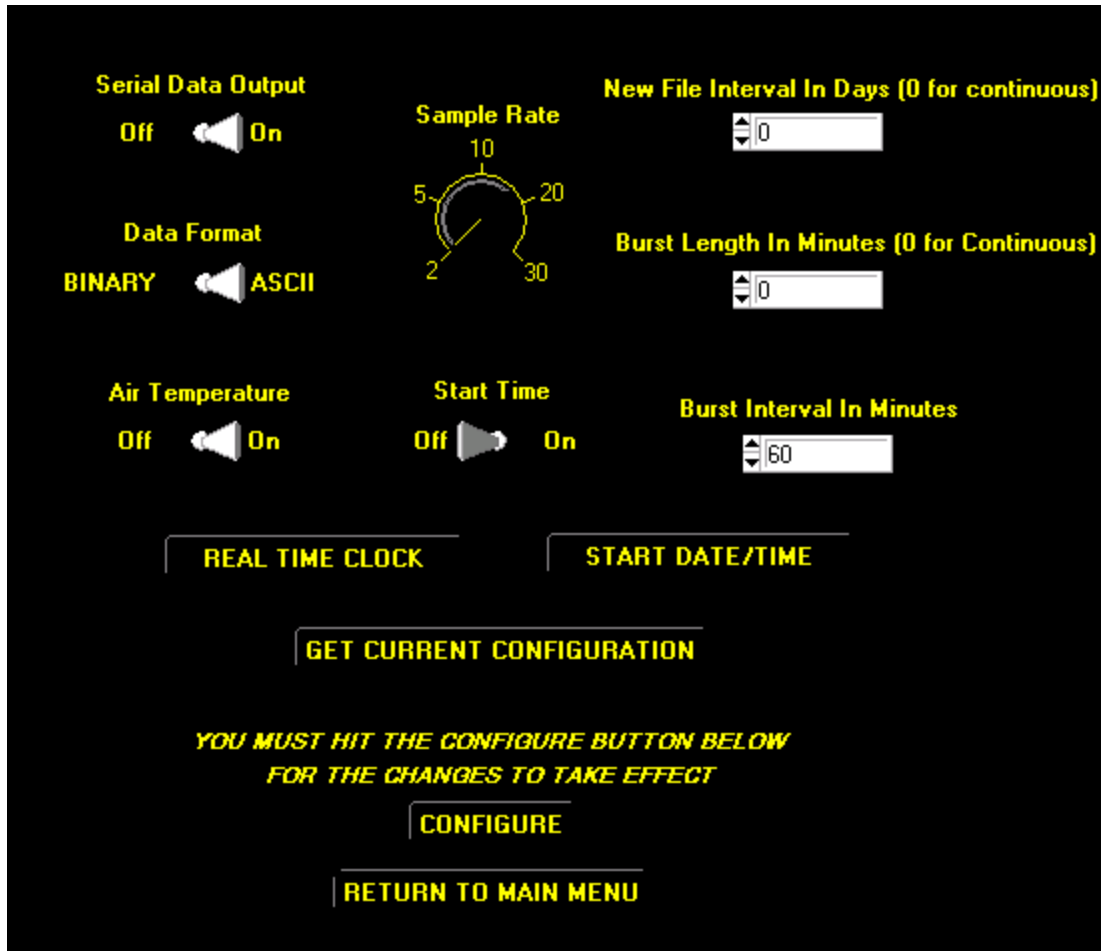 Serial Data Output
Off On
Sample Rate
10
5 20
2 30
New File Interval In Days (0 for continuous)
0
Data Format
BINARY ASCII
Burst Length In Minutes (0 for Continuous)
0
Air Temperature
Off On
Start Time
Off On
Burst Interval In Minutes
60
REAL TIME CLOCK
START DATE/TIME
GET CURRENT CONFIGURATION
YOU MUST HIT THE CONFIGURE BUTTON BELOW
FOR THE CHANGES TO TAKE EFFECT
CONFIGURE
RETURN TO MAIN MENU